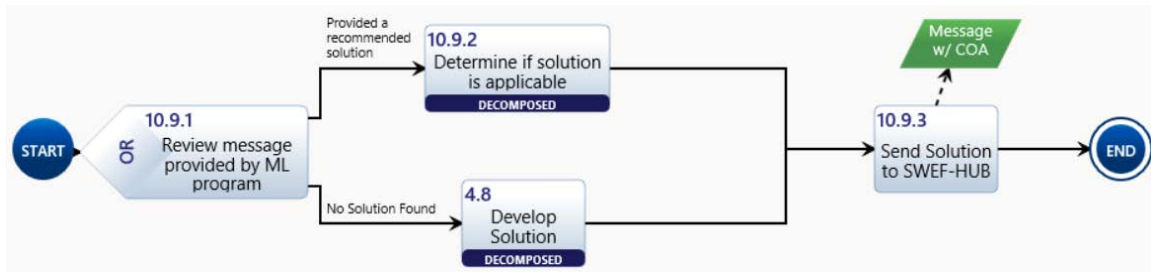 START
OR
10.9.1
Review message
provided by ML
program
Provided a
recommended
solution
10.9.2
Determine if solution
is applicable
DECOMPOSED
No Solution Found
4.8
Develop
Solution
DECOMPOSED
Message
w/ COA
10.9.3
Send Solution
to SWEF-HUB
END